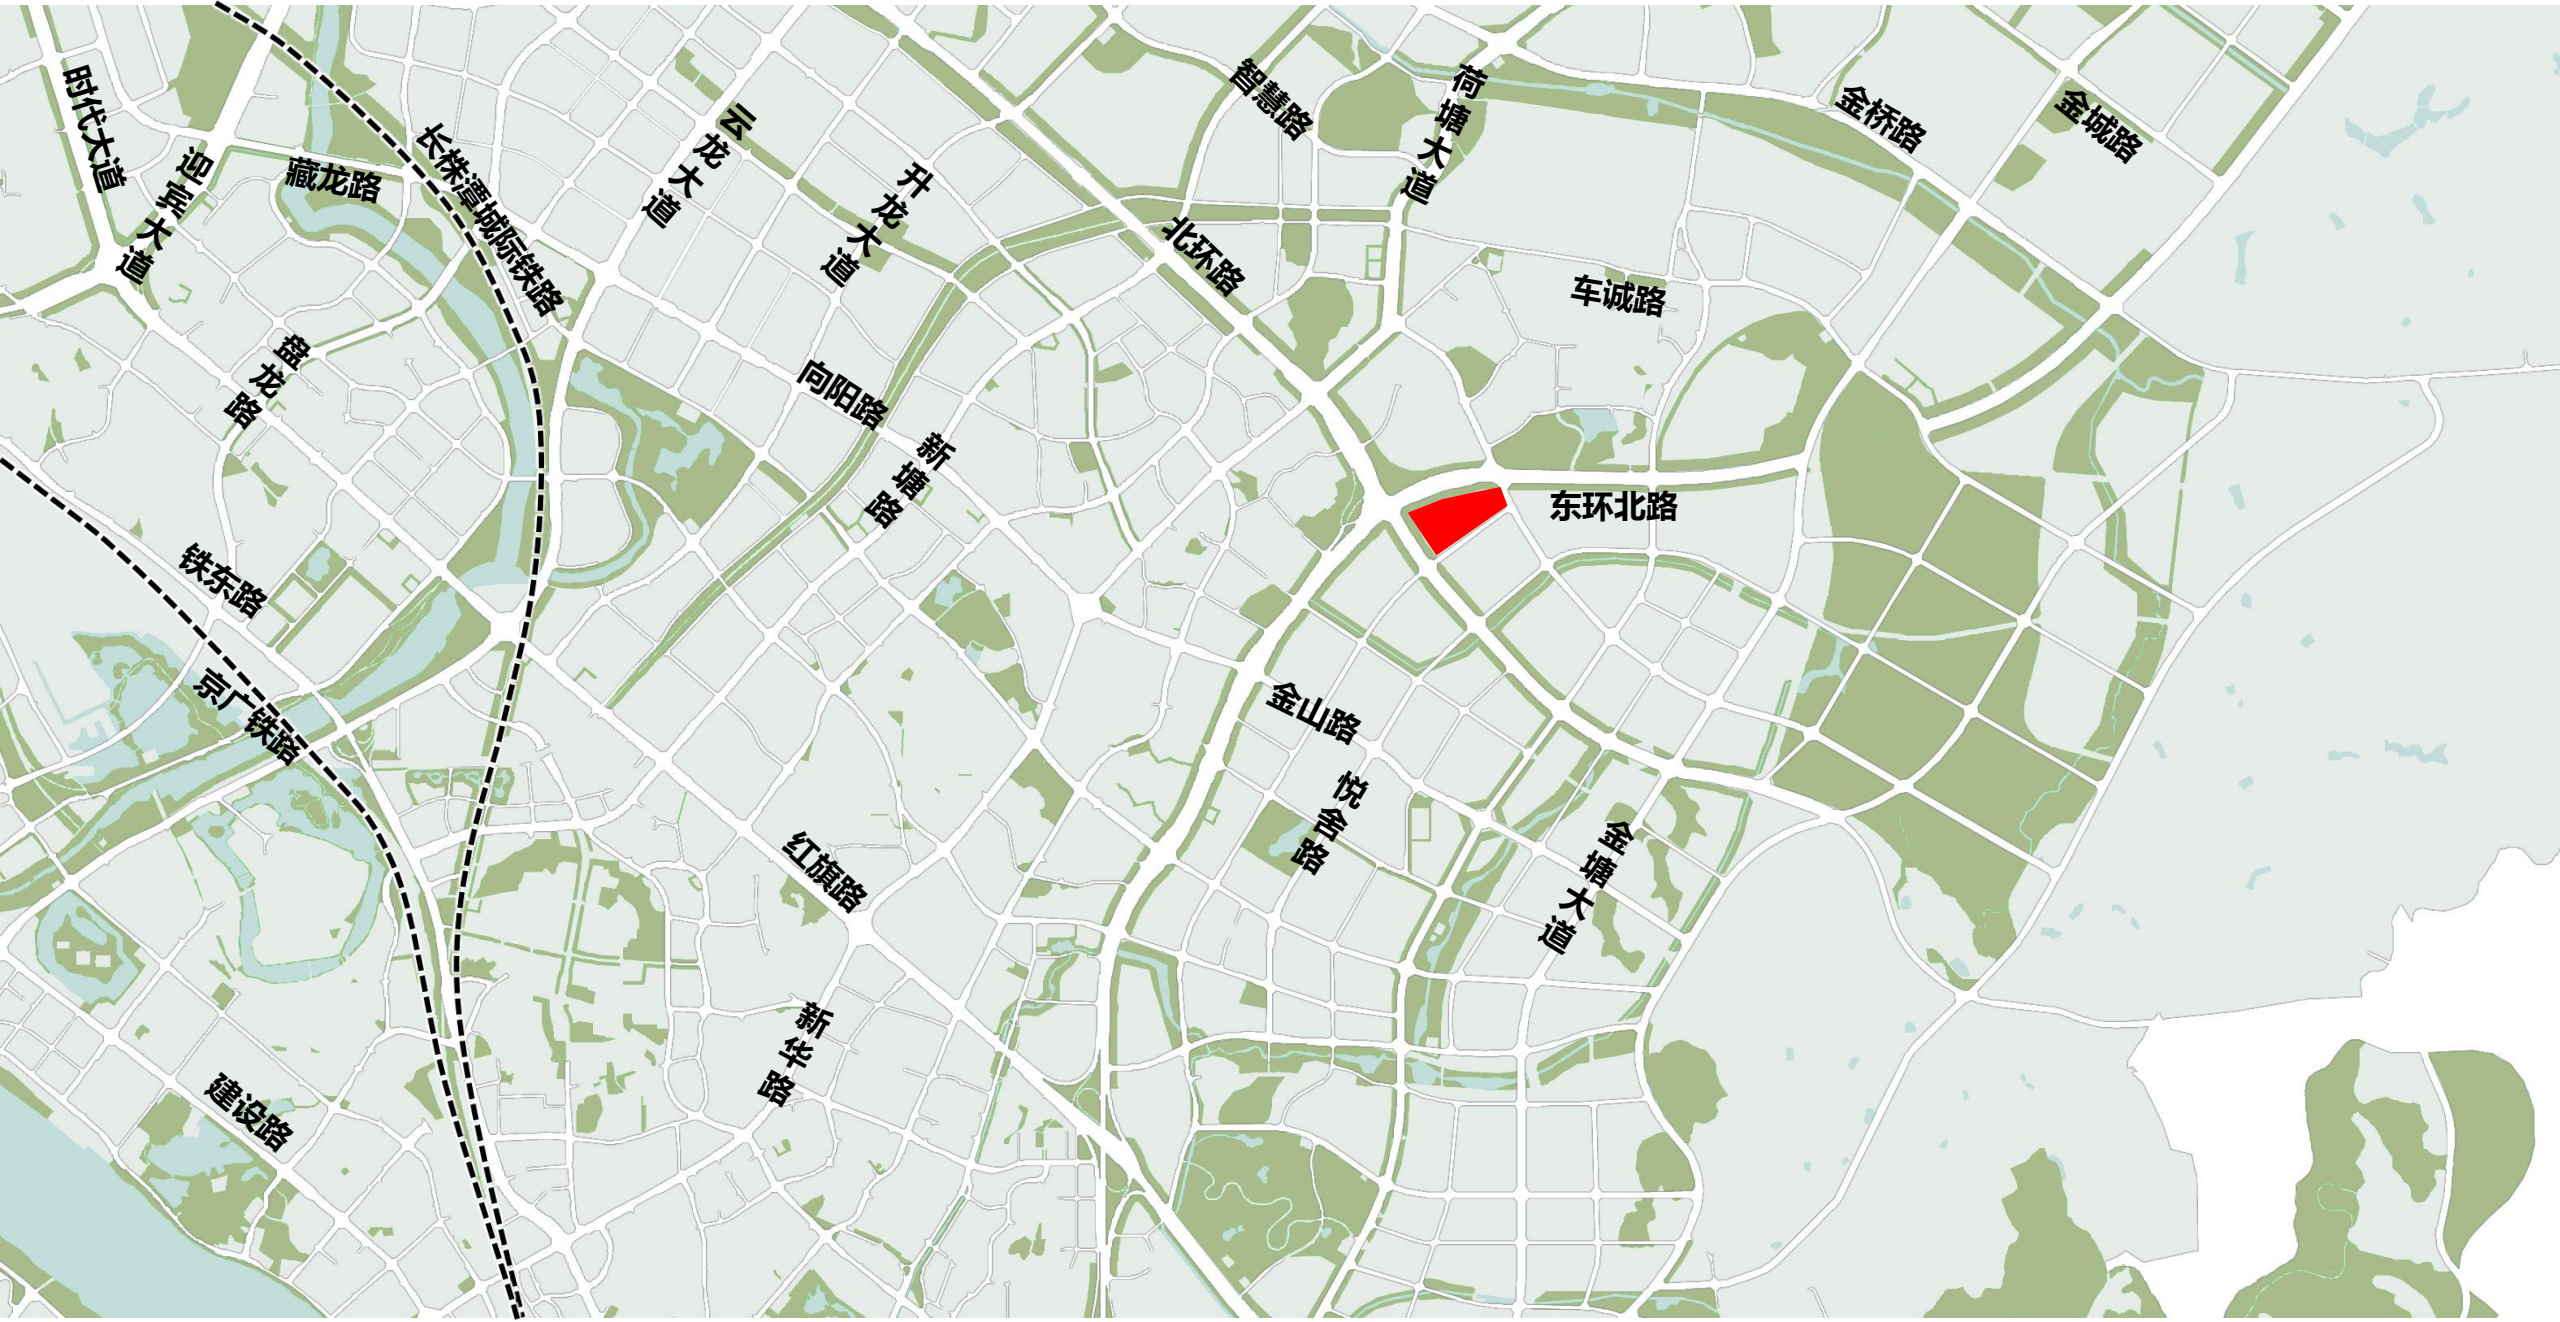 时代大道
迎宾大道
藏龙路
长株潭城际铁路
云龙大道
升龙大道
智慧路
荷塘大道
金桥路
金城路
北环路
车诚路
盘龙路
向阳路
新塘路
东环北路
铁东路
京广铁路
金山路
悦舍路
金塘大道
红旗路
新华路
建设路